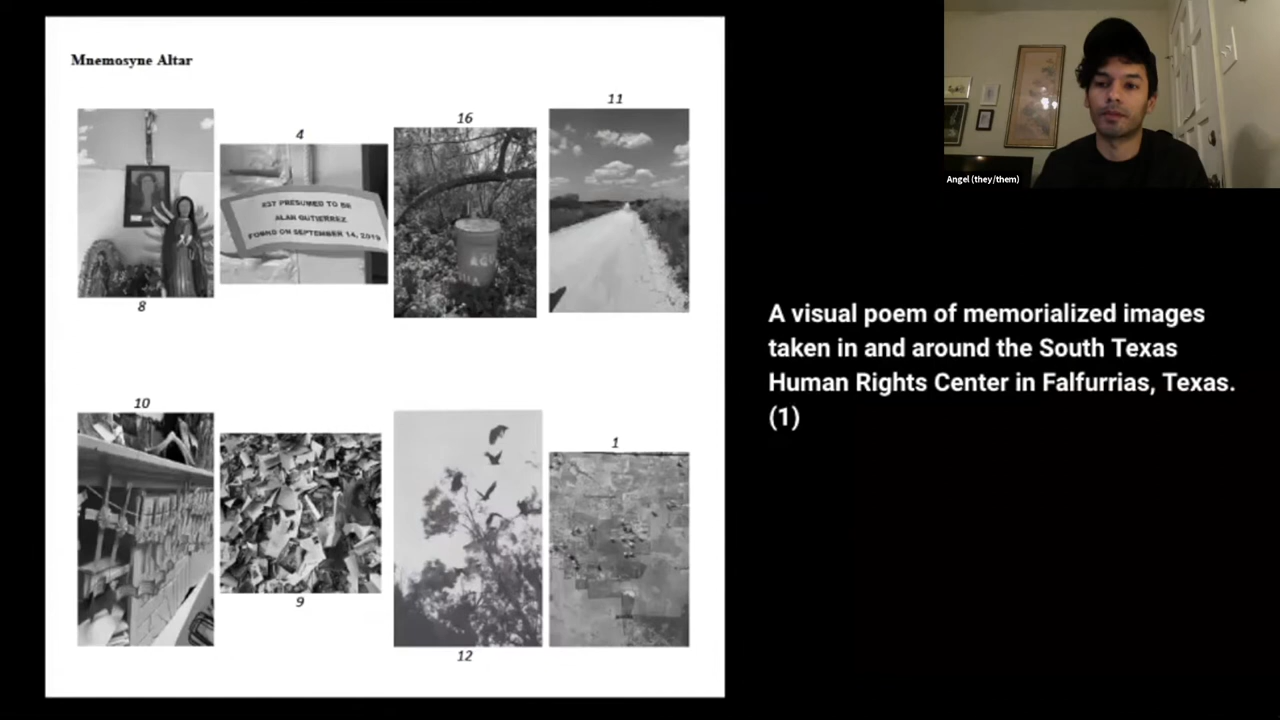 Mnemosyne Altar
11
16
4
EST PRESUMED TO BE
ALAN GUTIERREZ
FOUND ON SEPTEMBER 14, 2019
8
10
1
9
12
A visual poem of memorialized images
taken in and around the South Texas
Human Rights Center in Falfurrias, Texas.
(1)
Angel (they/them)